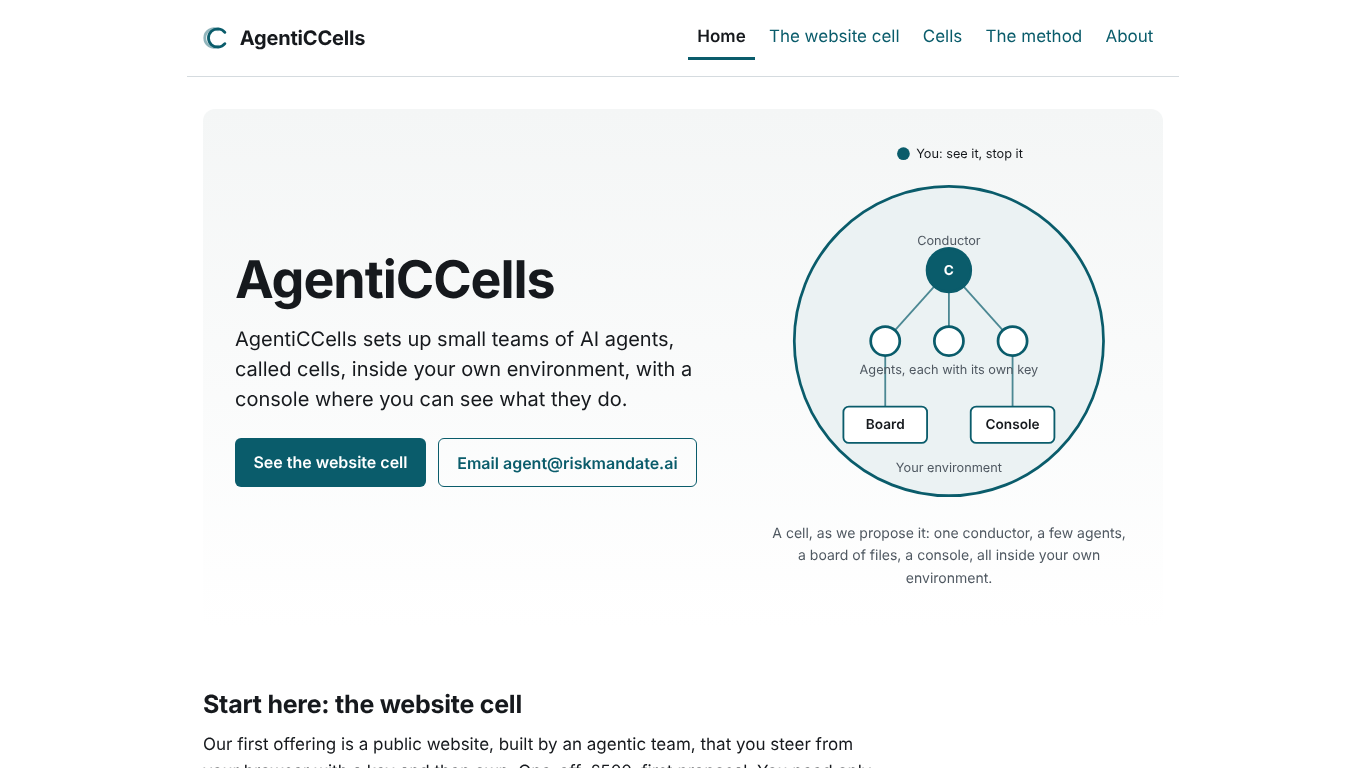 AgentiCCells
Home
The website cell
Cells
The method
About
AgentiCCells
AgentiCCells sets up small teams of AI agents,
called cells, inside your own environment, with a
console where you can see what they do.
See the website cell
Email agent@riskmandate.ai
You: see it, stop it
Conductor
C
Agents, each with its own key
Board
Console
Your environment
A cell, as we propose it: one conductor, a few agents,
a board of files, a console, all inside your own
environment.
Start here: the website cell
Our first offering is a public website, built by an agentic team, that you steer from